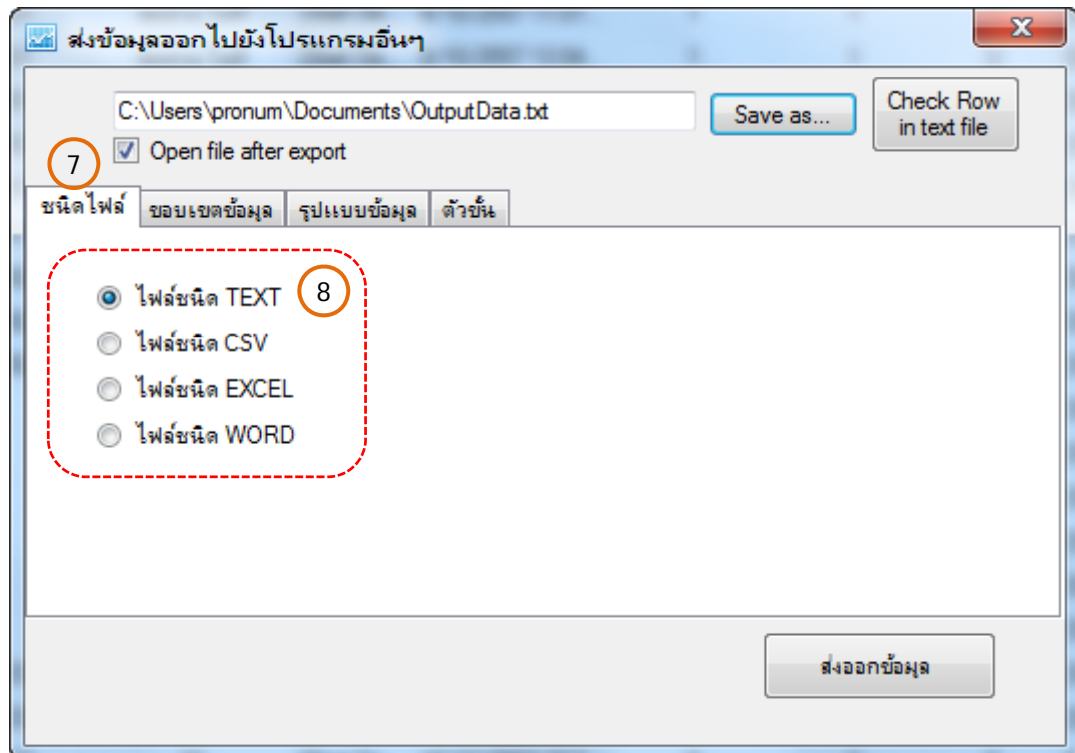 ส่งข้อมูลออกไปยังโปรแกรมอื่นๆ
C:\Users\pronum\Documents\OutputData.txt
Save as...
Check Row
in text file
Open file after export
7
ชนิดไฟล์ ขอบเขตข้อมูล รูปแบบข้อมูล ตัวขั้น
ไฟล์ชนิด TEXT
8
ไฟล์ชนิด CSV
ไฟล์ชนิด EXCEL
ไฟล์ชนิด WORD
ส่งออกข้อมูล